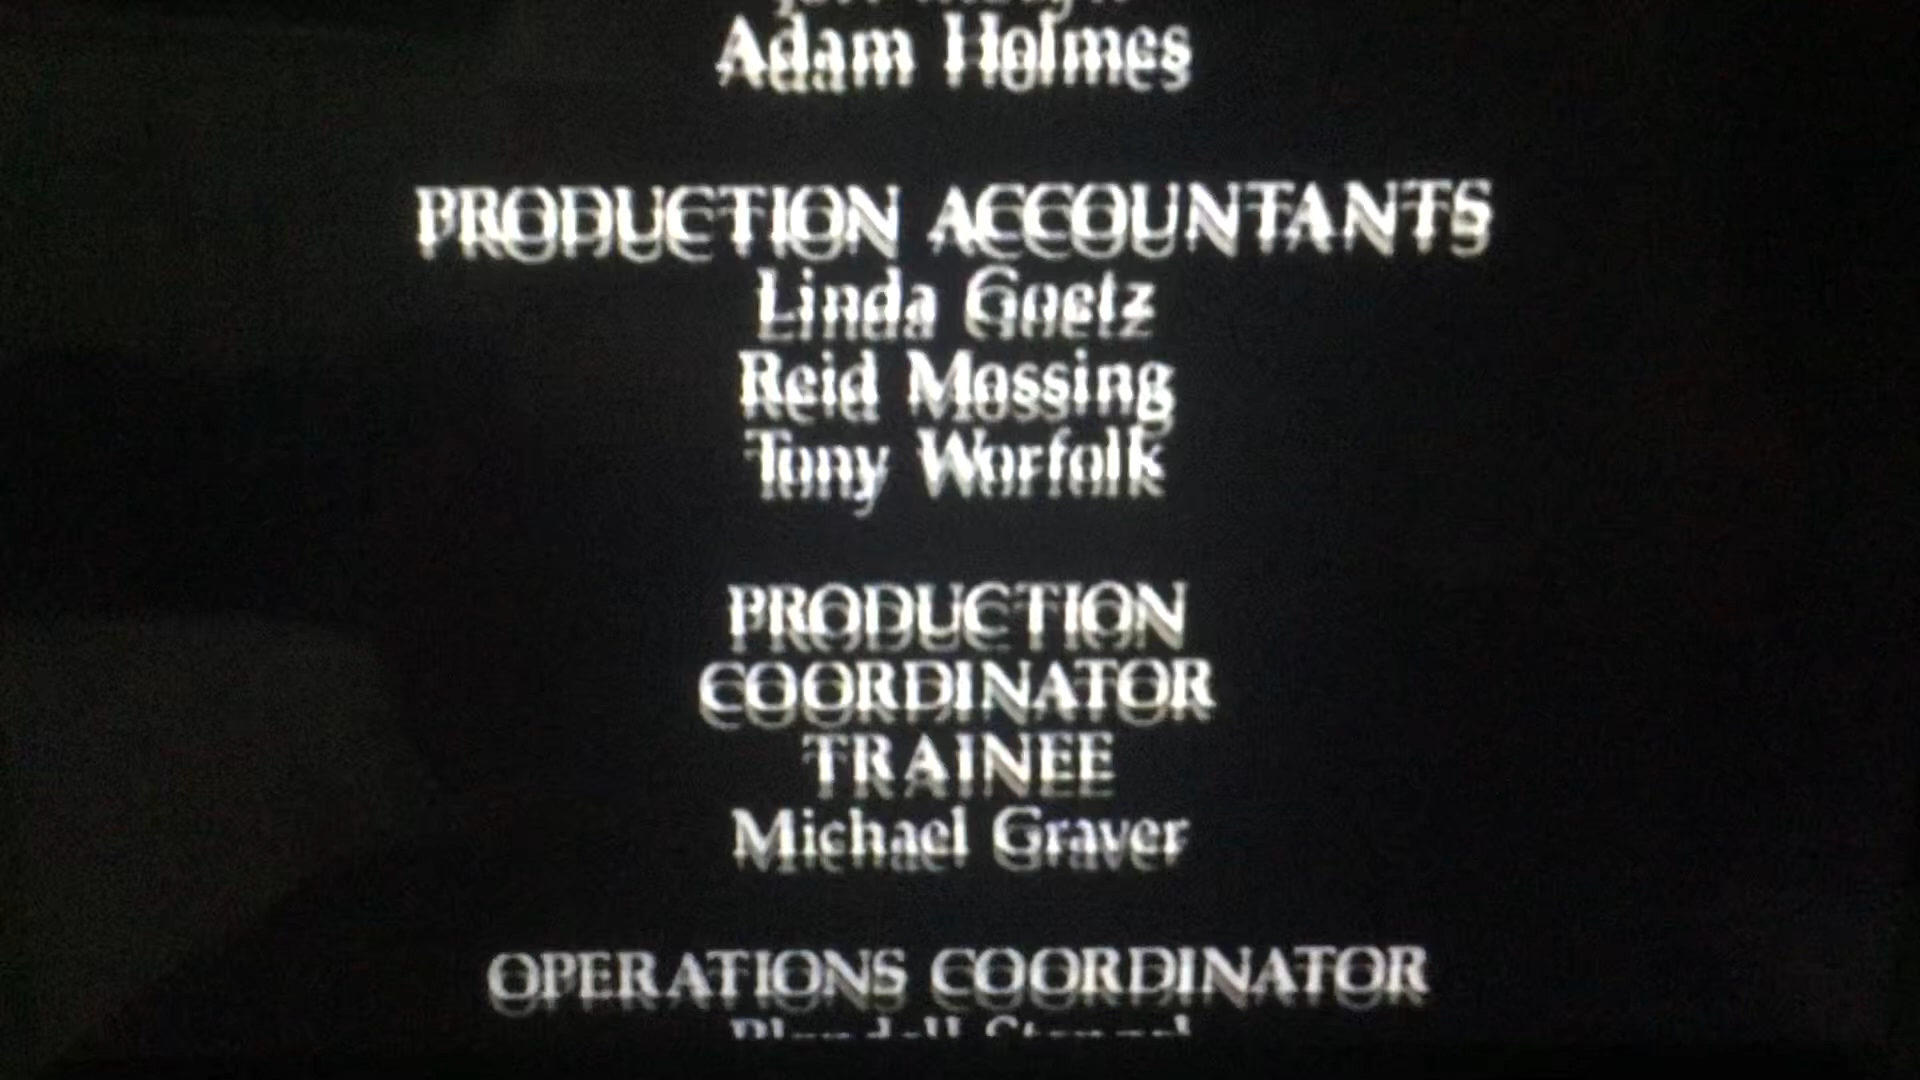 Adam Holmes
PRODUCTION ACCOUNTANTS
Linda Goetz
Reid Mossing
Tony Worfolk
PRODUCTION
COORDINATOR
TRAINEE
Michael Graver
OPERATIONS COORDINATOR